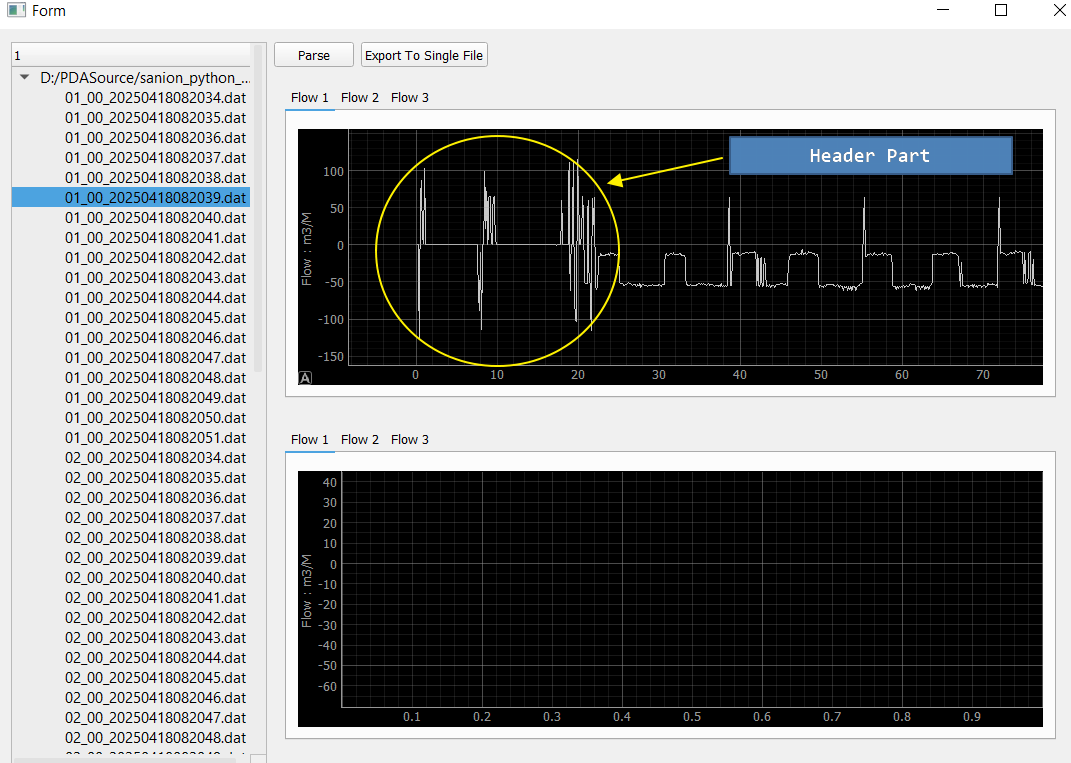 Form
1
D:/PDASource/sanion_python_...
01_00_20250418082034.dat
01_00_20250418082035.dat
01_00_20250418082036.dat
01_00_20250418082037.dat
01_00_20250418082038.dat
01_00_20250418082039.dat
01_00_20250418082040.dat
01_00_20250418082041.dat
01_00_20250418082042.dat
01_00_20250418082043.dat
01_00_20250418082044.dat
01_00_20250418082045.dat
01_00_20250418082046.dat
01_00_20250418082047.dat
01_00_20250418082048.dat
01_00_20250418082049.dat
01_00_20250418082050.dat
01_00_20250418082051.dat
02_00_20250418082034.dat
02_00_20250418082035.dat
02_00_20250418082036.dat
02_00_20250418082037.dat
02_00_20250418082038.dat
02_00_20250418082039.dat
02_00_20250418082040.dat
02_00_20250418082041.dat
02_00_20250418082042.dat
02_00_20250418082043.dat
02_00_20250418082044.dat
02_00_20250418082045.dat
02_00_20250418082046.dat
02_00_20250418082047.dat
02_00_20250418082048.dat
Parse Export To Single File
Flow 1 Flow 2 Flow 3
Header Part
Flow : m3/M
100
50
0
-50
-100
-150
A
0 10 20 30 40 50 60 70
Flow 1 Flow 2 Flow 3
Flow : m3/M
40
30
20
10
0
-10
-20
-30
-40
-50
-60
0.1 0.2 0.3 0.4 0.5 0.6 0.7 0.8 0.9